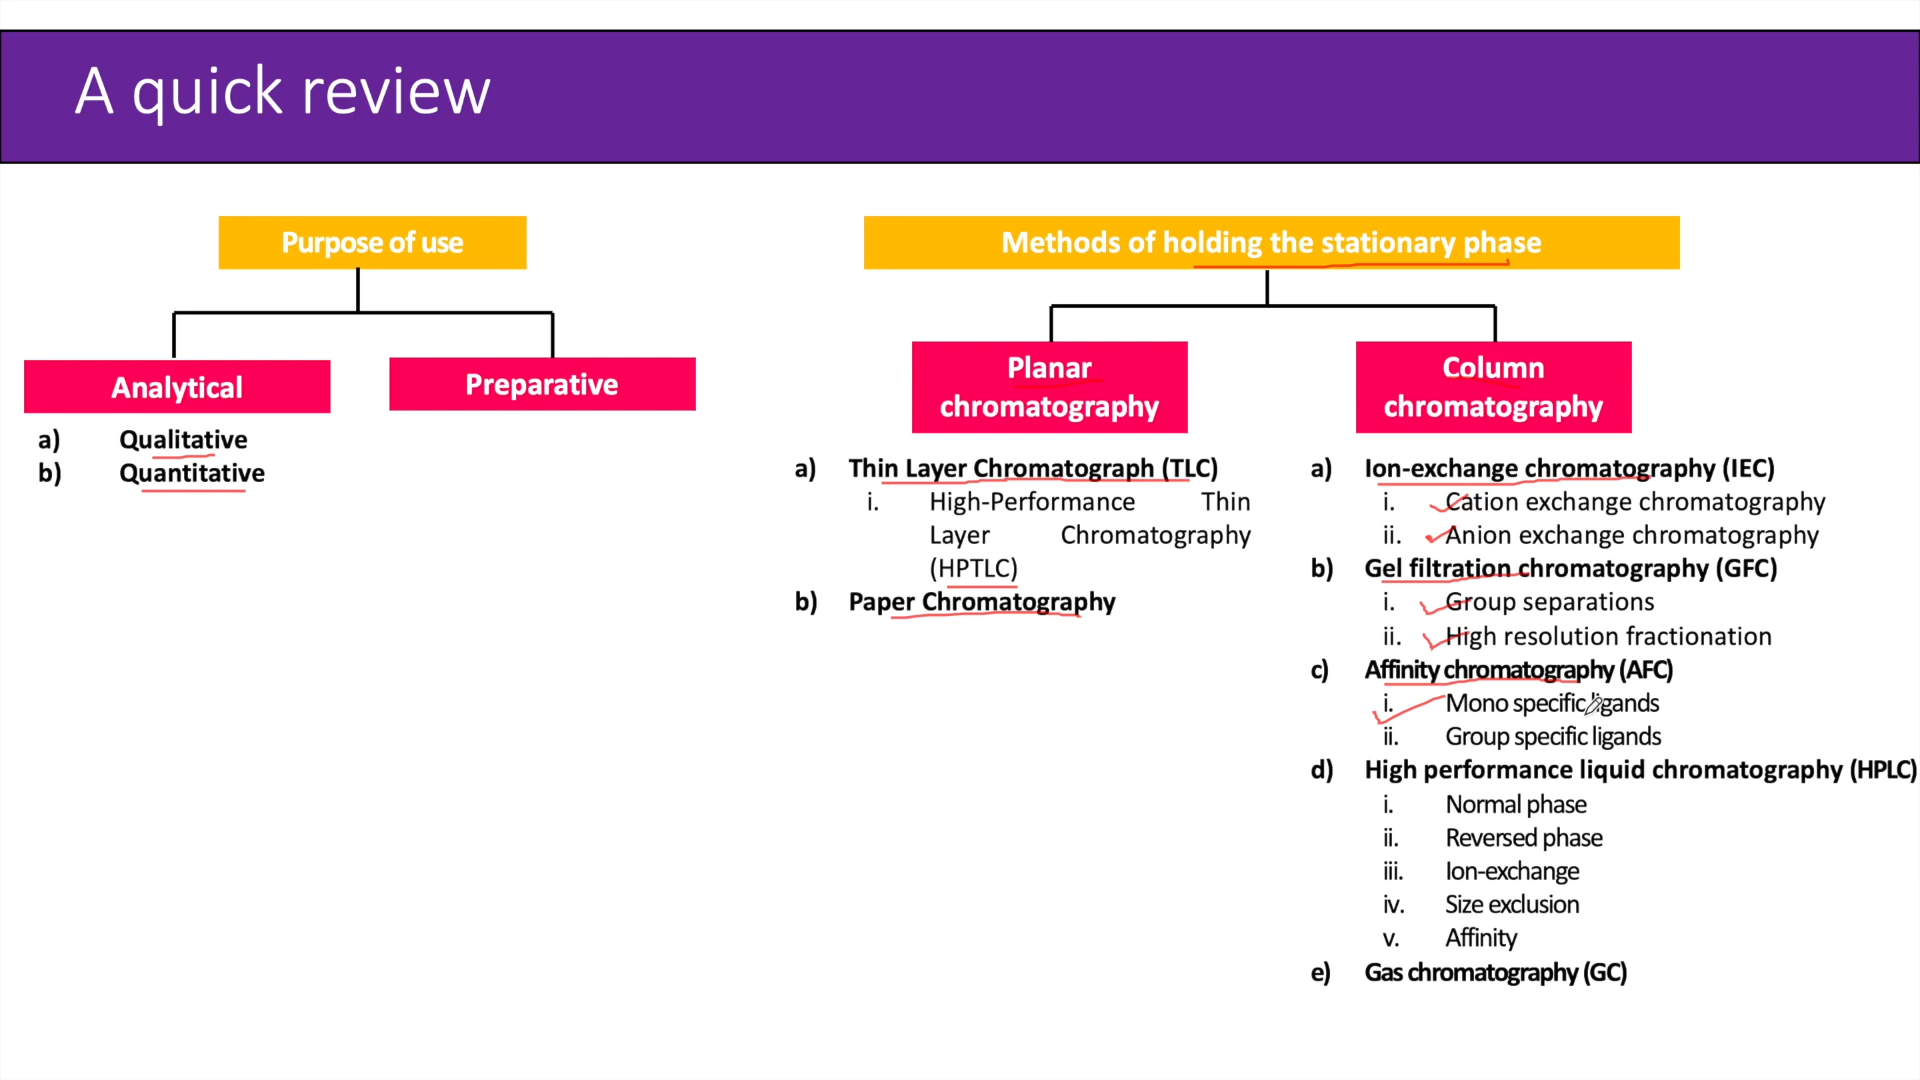 A quick review
Purpose of use
Analytical
Preparative
a) Qualitative
b) Quantitative
Methods of holding the stationary phase
Planar
chromatography
a) Thin Layer Chromatograph (TLC)
i. High-Performance Thin
Layer Chromatography
(HPTLC)
b) Paper Chromatography
Column
chromatography
a) Ion-exchange chromatography (IEC)
i. Cation exchange chromatography
ii. Anion exchange chromatography
b) Gel filtration chromatography (GFC)
i. Group separations
ii. High resolution fractionation
c) Affinity chromatography (AFC)
i. Mono specific ligands
ii. Group specific ligands
d) High performance liquid chromatography (HPLC)
i. Normal phase
ii. Reversed phase
iii. Ion-exchange
iv. Size exclusion
v. Affinity
e) Gas chromatography (GC)